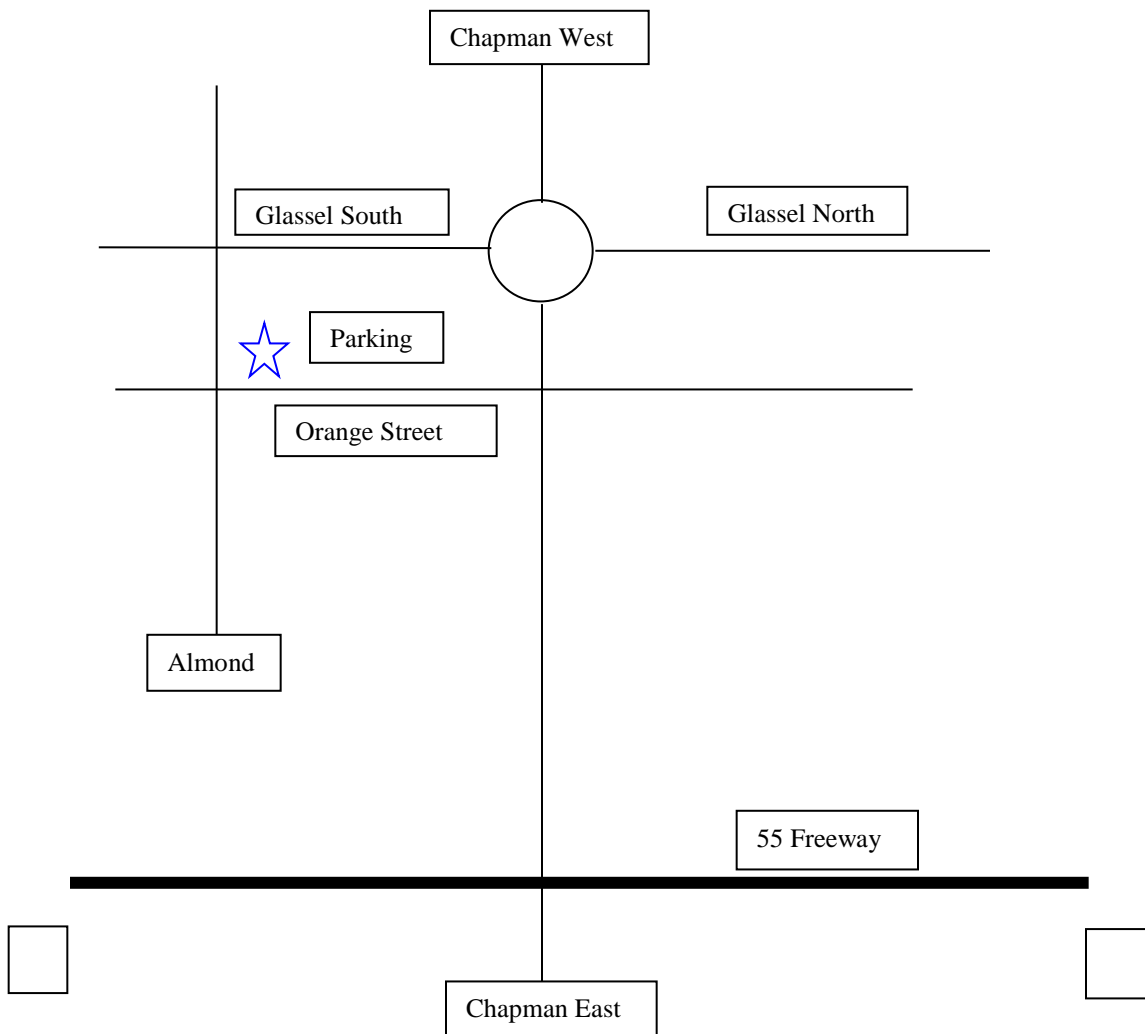 Chapman West
Glassel South
Glassel North
Parking
Orange Street
Almond
55 Freeway
Chapman East